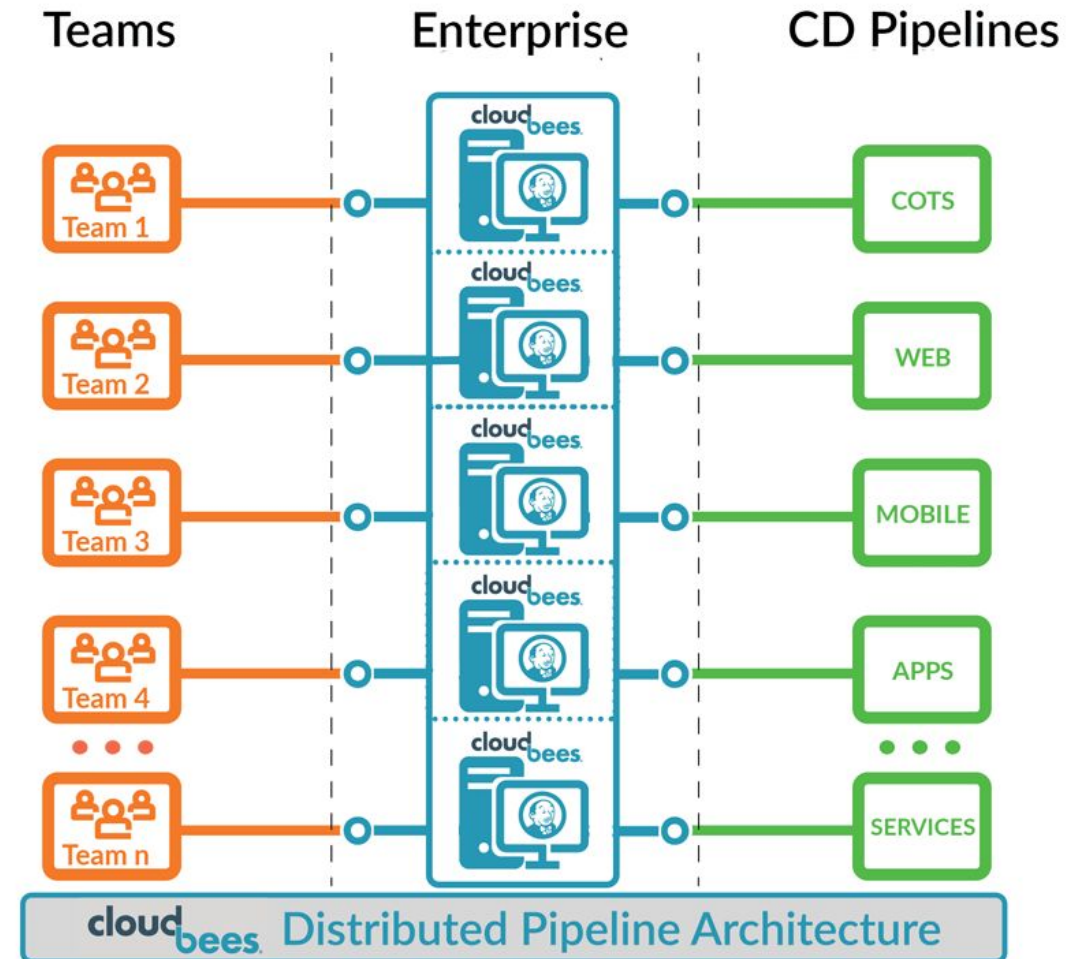 Teams
Enterprise
CD Pipelines
cloudbees.
Team 1
COTS
cloudbees.
Team 2
WEB
cloudbees.
Team 3
MOBILE
cloudbees.
Team 4
APPS
cloudbees.
Team n
SERVICES
cloudbees. Distributed Pipeline Architecture